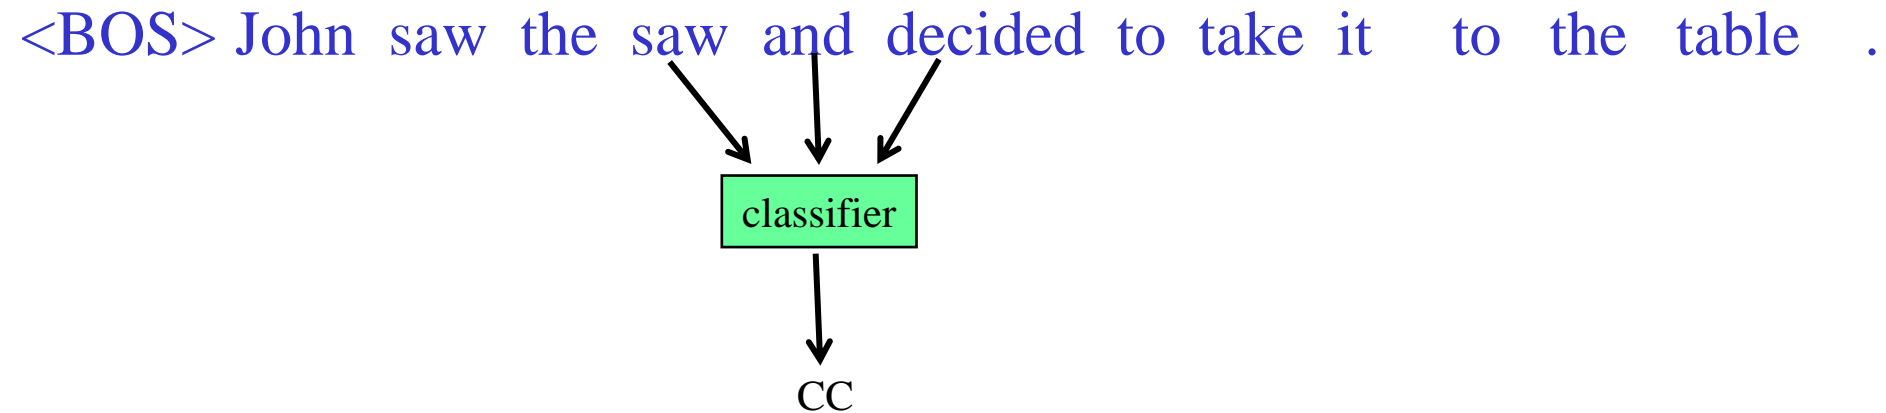 <BOS> John saw the saw and decided to take it to the table .
classifier
CC